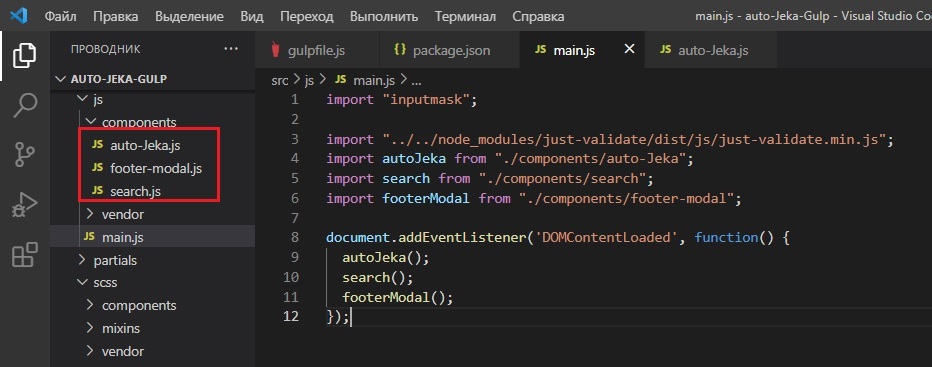 Файл Правка Выделение Вид Переход Выполнить Терминал Справка main.js - auto-Jeka-Gulp - Visual Studio Co
ПРОВОДНИК
gulpfile.js {} package.json JS main.js × JS auto-Jeka.js
AUTO-JEKA-GULP
src > js > JS main.js > ...
js
components
JS auto-Jeka.js
JS footer-modal.js
JS search.js
vendor
JS main.js
partials
scss
components
mixins
vendor
1 import "inputmask";
2
3 import "../../node_modules/just-validate/dist/js/just-validate.min.js";
4 import autoJeka from "./components/auto-Jeka";
5 import search from "./components/search";
6 import footerModal from "./components/footer-modal";
7
8 document.addEventListener('DOMContentLoaded', function() {
9 autoJeka();
10 search();
11 footerModal();
12 });